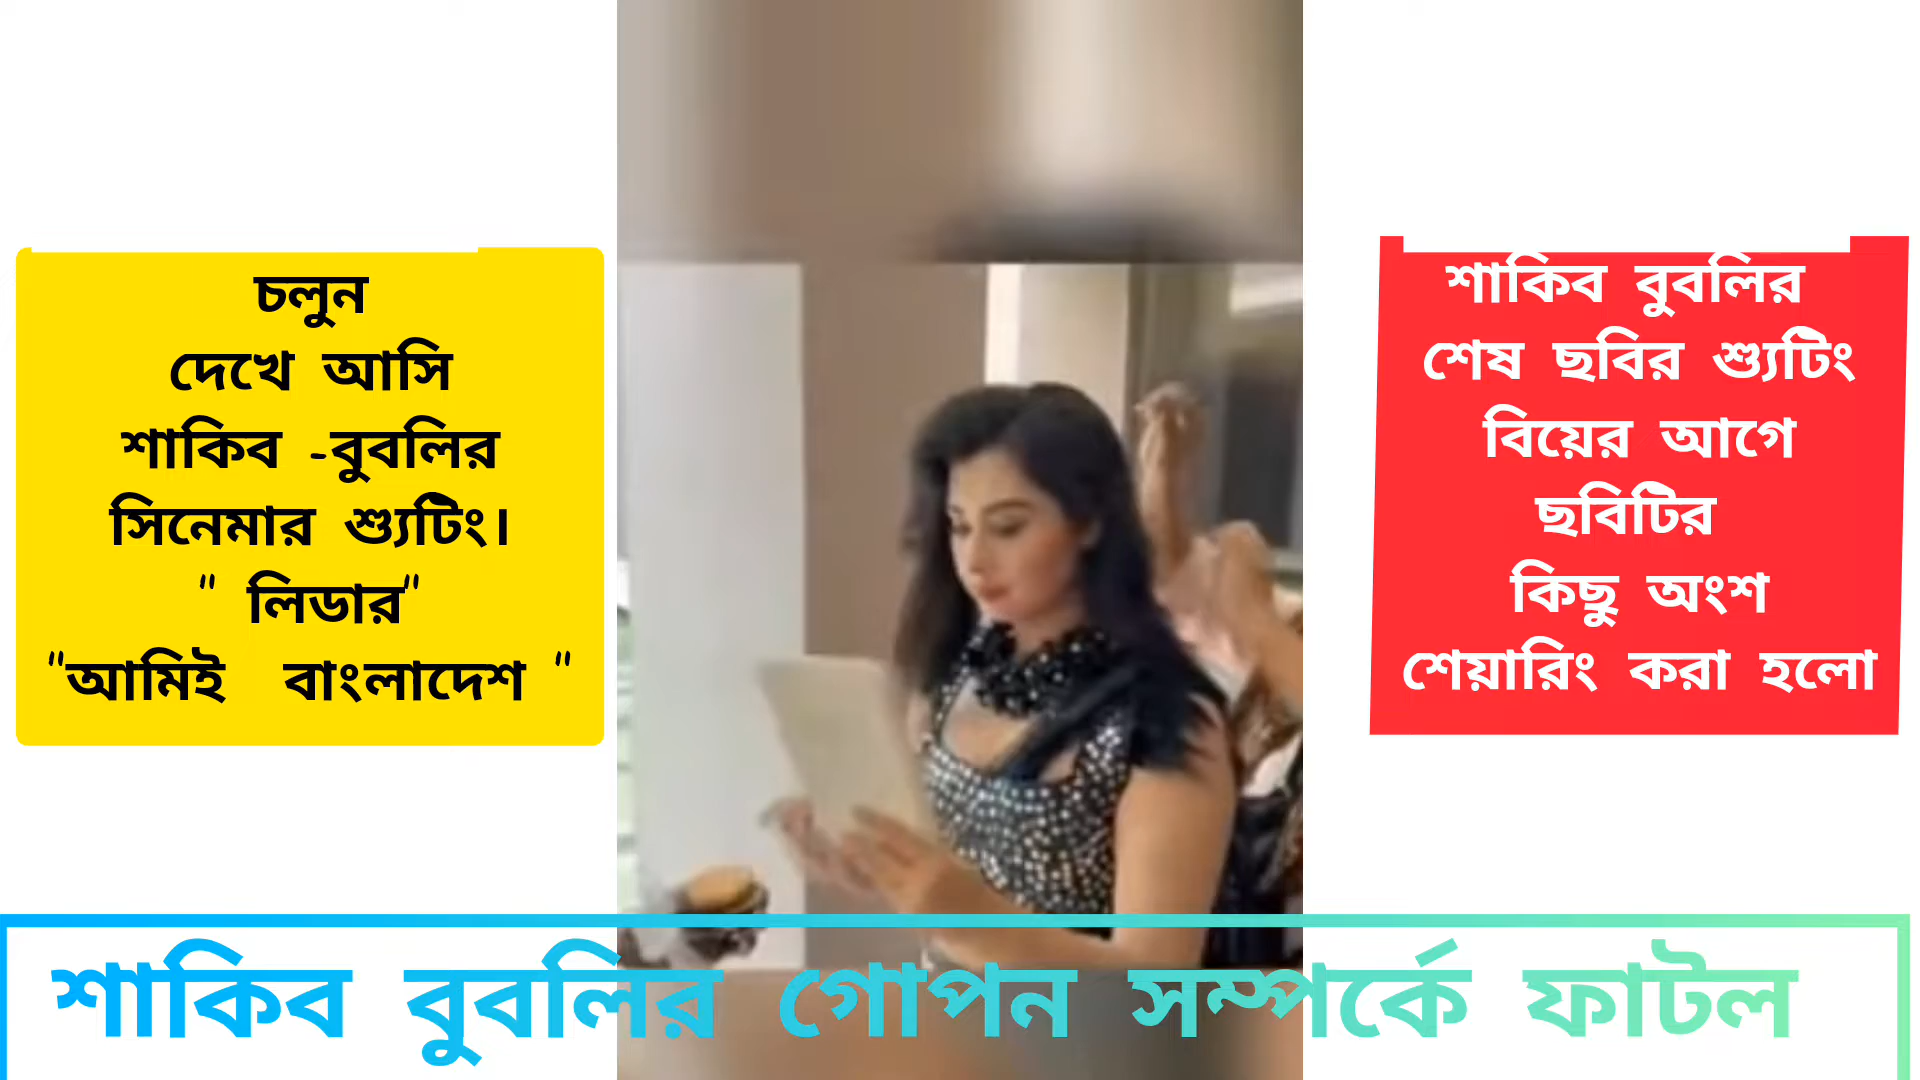 চলুন
দেখে আসি
শাকিব -বুবলির
সিনেমার শ্যুটিং।
" লিডার"
"আমিই বাংলাদেশ "
শাকিব বুবলির
শেষ ছবির শ্যুটিং
বিয়ের আগে
ছবিটির
কিছু অংশ
শেয়ারিং করা হলো
শাকিব বুবলির গোপন সম্পর্কে ফাটল